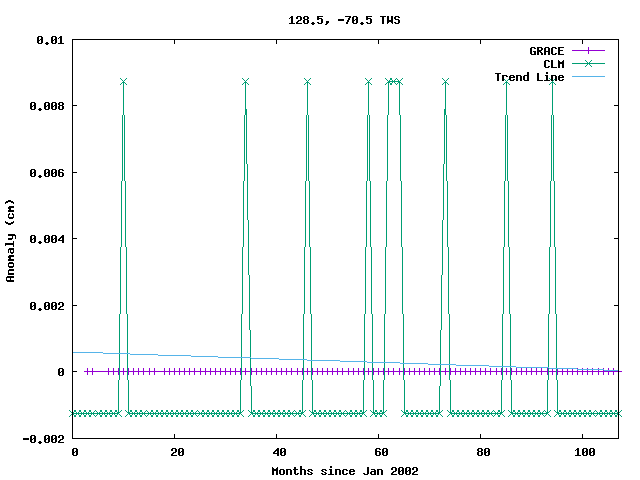 128.5, -70.5 TWS
0.01
0.008
0.006
0.004
0.002
0
-0.002
Anomaly (cm)
GRACE
CLM
Trend Line
0 20 40 60 80 100
Months since Jan 2002